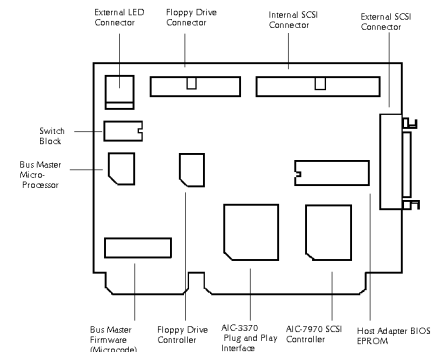 External LED
Connector
Floppy Drive
Connector
Internal SCSI
Connector
External SCSI
Connector
Switch
Block
Bus Master
Micro-
Processor
Bus Master
Firmware
(Microcode)
Floppy Drive
Controller
AIC-3370
Plug and Play
Interface
AIC-7970 SCSI
Controller
Host Adapter BIOS
EPROM